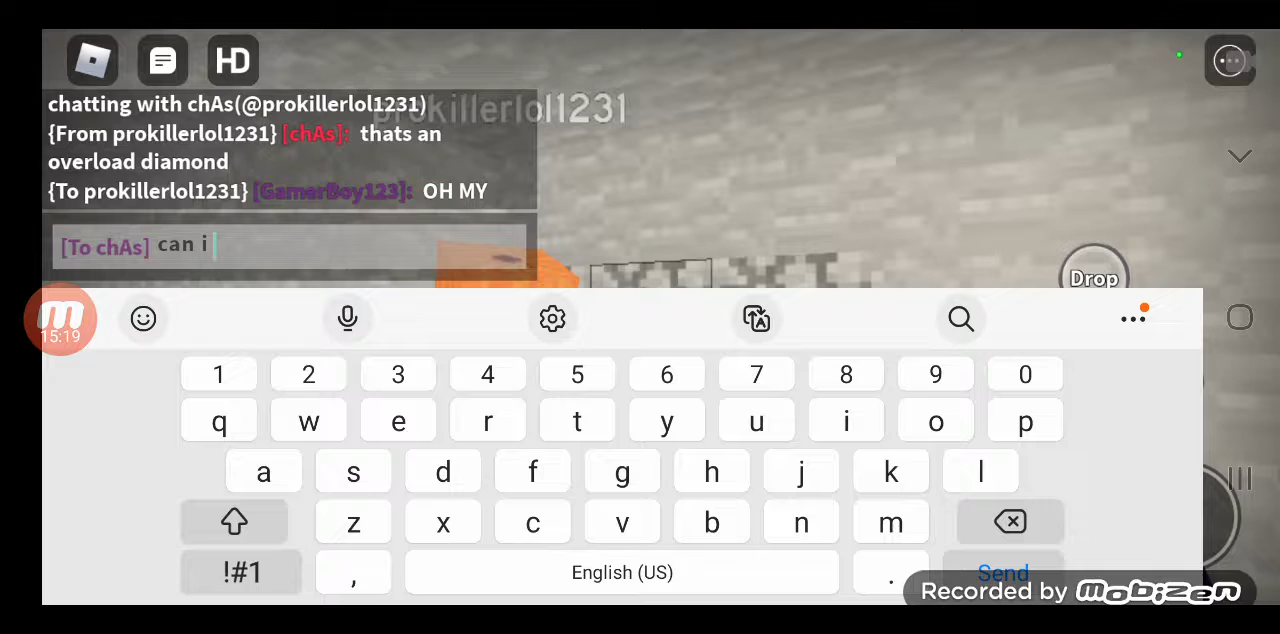 HD
prokillerlol1231
chatting with chAs(@prokillerlol1231)
{From prokillerlol1231} [chAs]: thats an
overload diamond
{To prokillerlol1231} [GamerBoy123]: OH MY
[To chAs] can i
Drop
15:19
1 2 3 4 5 6 7 8 9 0
q w e r t y u i o p
a s d f g h j k l
z x c v b n m
!#1 , English (US) . Send
Recorded by mobizen